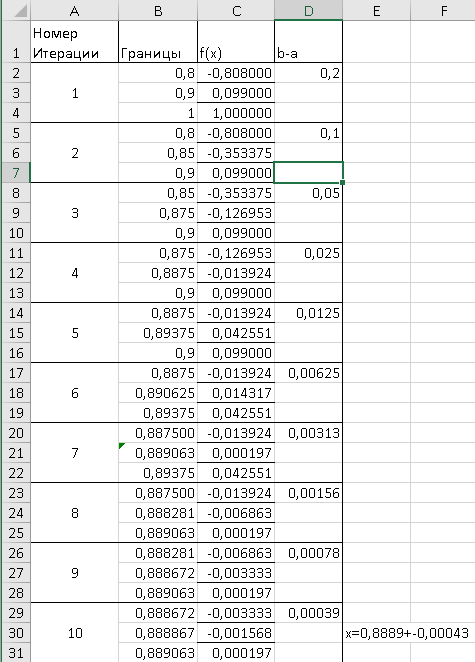 A B C D E F
1 Номер Итерации Границы f(x) b-a
2 0,8 -0,808000 0,2
3 1 0,9 0,099000
4 1 1,000000
5 0,8 -0,808000 0,1
6 2 0,85 -0,353375
7 0,9 0,099000
8 0,85 -0,353375 0,05
9 3 0,875 -0,126953
10 0,9 0,099000
11 0,875 -0,126953 0,025
12 4 0,8875 -0,013924
13 0,9 0,099000
14 0,8875 -0,013924 0,0125
15 5 0,89375 0,042551
16 0,9 0,099000
17 0,8875 -0,013924 0,00625
18 6 0,890625 0,014317
19 0,89375 0,042551
20 0,887500 -0,013924 0,00313
21 7 0,889063 0,000197
22 0,89375 0,042551
23 0,887500 -0,013924 0,00156
24 8 0,888281 -0,006863
25 0,889063 0,000197
26 0,888281 -0,006863 0,00078
27 9 0,888672 -0,003333
28 0,889063 0,000197
29 0,888672 -0,003333 0,00039
30 10 0,888867 -0,001568 x=0,8889+-0,00043
31 0,889063 0,000197